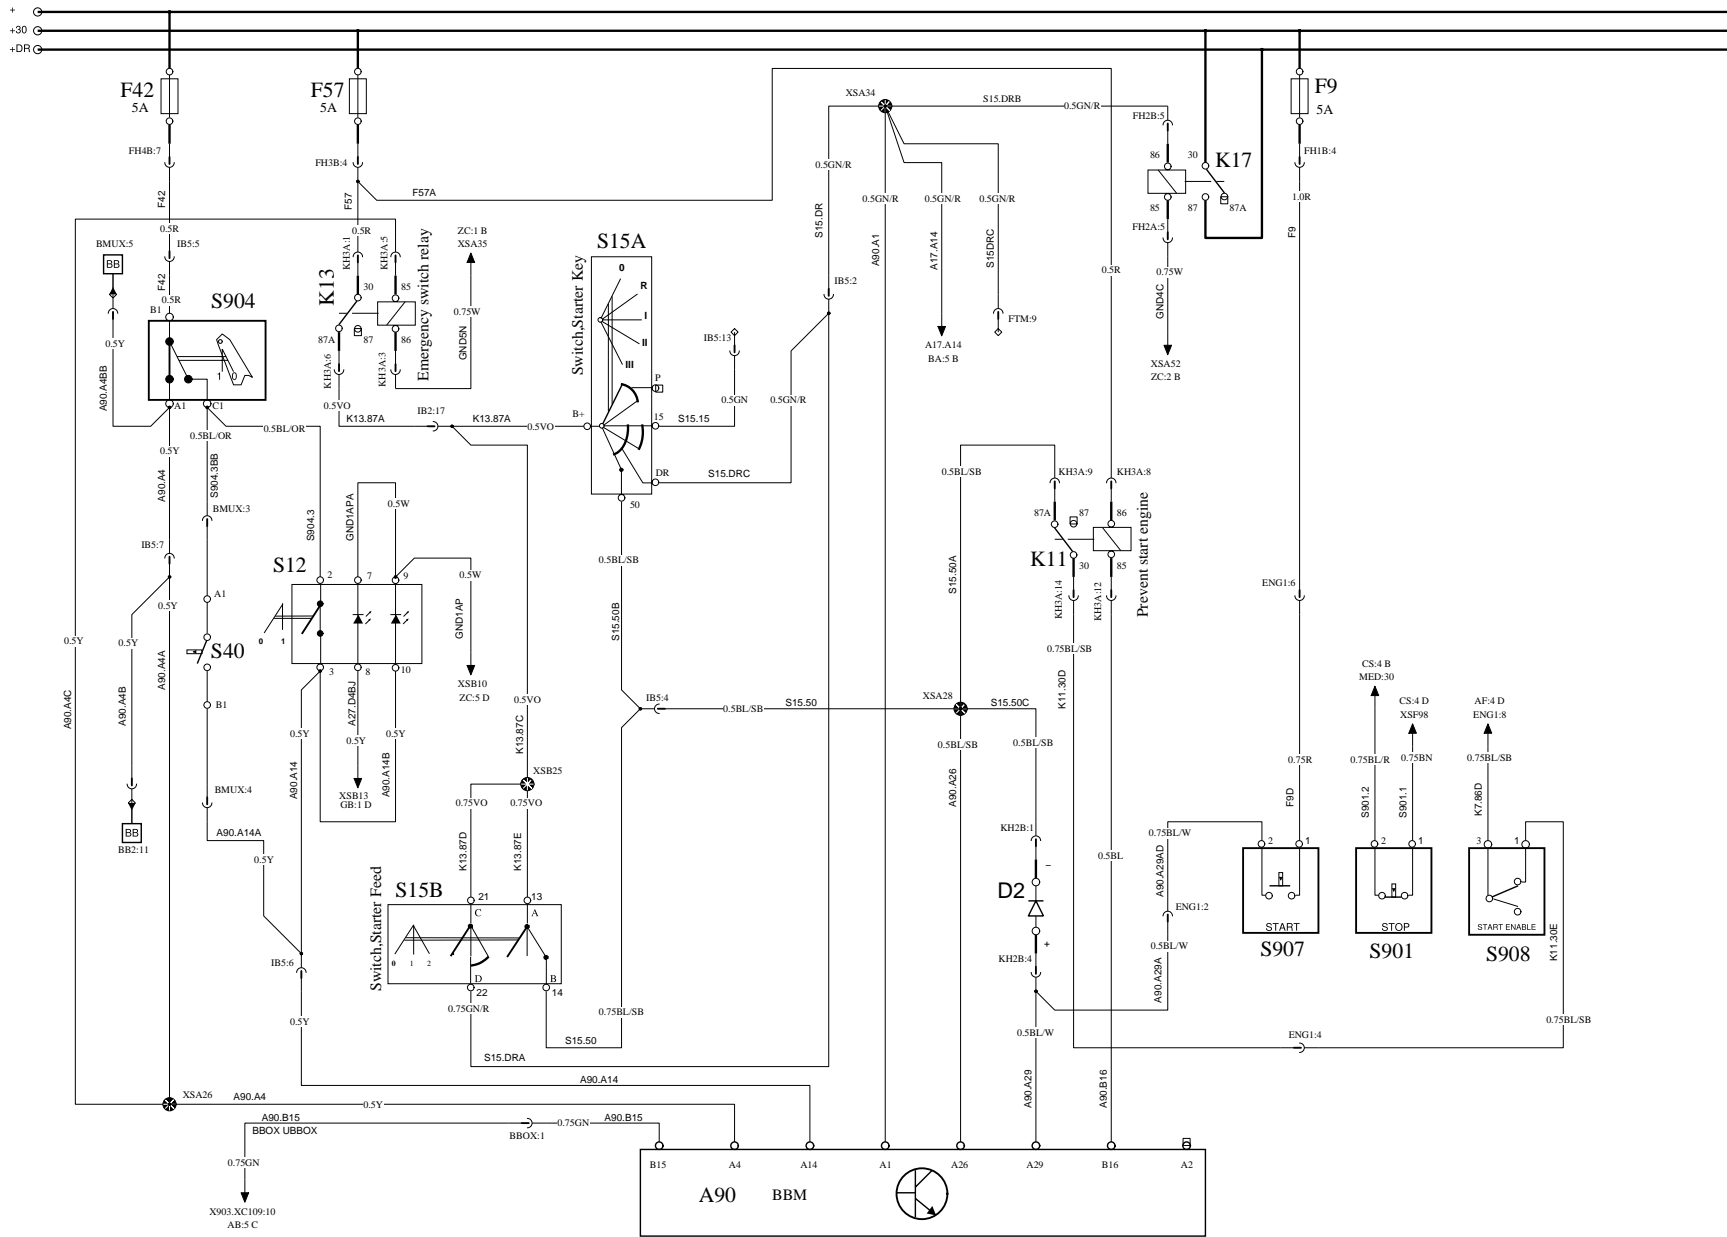 +
+30
+DR
F42
5A
FH4B:7
F42
0.5R
IB5:5
F42
0.5R
B1
BMUX:5
BB
0.5Y
A90.A4BB
S904
1 0
A1
C1
0.5BL/OR
0.5BL/OR
0.5Y
A90.A4
S904.3BB
BMUX:3
S904.3
IB5:7
0.5Y
A90.A4A
0.5Y
A90.A4B
0.5Y
A90.A4C
A1
S40
B1
BMUX:4
A90.A14A
0.5Y
BB
BB2:11
F57
5A
FH3B:4
F57A
F57
0.5R
KH3A:1
KH3A:5
K13
30
85
87A
87
86
KH3A:6
KH3A:3
Emergency switch relay
ZC:1 B
XSA35
0.75W
GND5N
0.5VO
K13.87A
IB2:17
K13.87A
0.5VO
B+
S15A
Switch,Starter Key
0
R
I
II
III
P
15
S15.15
DR
S15.DRC
50
IB5:13
0.5GN
0.5GN/R
IB5:2
S15.DR
0.5GN/R
XSA34
S15.DRB
0.5GN/R
0.5GN/R
A90.A1
0.5GN/R
A17.A14
0.5GN/R
S15DRC
FTM:9
A17.A14
BA:5 B
FH2B:5
86
30
K17
85
87
87A
FH2A:5
0.75W
GND4C
XSA52
ZC:2 B
F9
5A
FH1B:4
1.0R
F9
0.5R
S12
GND1APA
0.5W
2
7
9
0 1
3
8
10
0.5W
GND1AP
XSB10
ZC:5 D
A27.D4BJ
0.5Y
XSB13
GB:1 D
0.5Y
A90.A14B
0.5Y
A90.A14
IB5:6
0.5Y
0.5VO
K13.87C
XSB25
0.75VO
0.75VO
K13.87D
K13.87E
S15B
Switch,Starter Feed
21
13
C
A
0 1 2
D
B
22
14
0.75GN/R
S15.50
S15.DRA
0.75BL/SB
0.5BL/SB
S15.50B
IB5:4
0.5BL/SB
S15.50
XSA28
S15.50C
0.5BL/SB
S15.50A
0.5BL/SB
A90.A26
0.5BL/SB
KH3A:9
KH3A:8
87A
87
86
K11
30
85
KH3A:14
KH3A:12
Prevent start engine
0.75BL/SB
K11.30D
KH2B:1
−
D2
+
KH2B:4
0.5BL/W
A90.A29
0.5BL
A90.B16
0.75BL/W
A90.A29AD
ENG1:2
0.5BL/W
A90.A29A
ENG1:6
0.75R
F9D
2
1
START
S907
CS:4 B
MED:30
CS:4 D
XSF98
0.75BL/R
0.75BN
S901.2
S901.1
2
1
STOP
S901
AF:4 D
ENG1:8
0.75BL/SB
K7.86D
3
1
START ENABLE
S908
K11.30E
0.75BL/SB
ENG1:4
A90.A14
XSA26
A90.A4
0.5Y
A90.B15
BBOX UBBOX
BBOX:1
0.75GN
A90.B15
0.75GN
X903.XC109:10
AB:5 C
B15
A4
A14
A1
A26
A29
B16
A2
A90
BBM